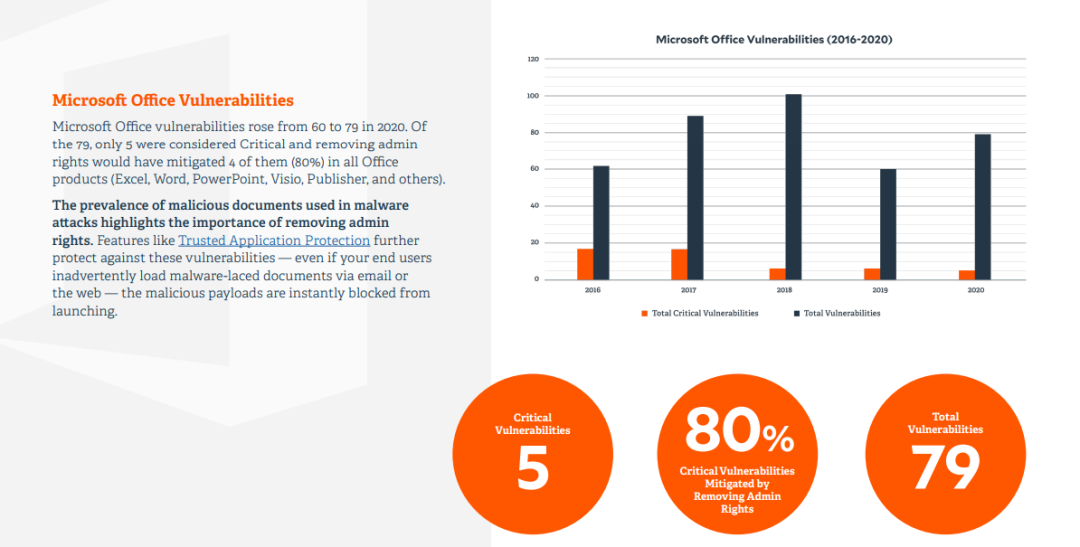 Microsoft Office Vulnerabilities
Microsoft Office vulnerabilities rose from 60 to 79 in 2020. Of
the 79, only 5 were considered Critical and removing admin
rights would have mitigated 4 of them (80%) in all Office
products (Excel, Word, PowerPoint, Visio, Publisher, and others).
The prevalence of malicious documents used in malware
attacks highlights the importance of removing admin
rights. Features like Trusted Application Protection further
protect against these vulnerabilities — even if your end users
inadvertently load malware-laced documents via email or
the web — the malicious payloads are instantly blocked from
launching.
Microsoft Office Vulnerabilities (2016-2020)
120
100
80
60
40
20
0
2016 2017 2018 2019 2020
Total Critical Vulnerabilities Total Vulnerabilities
Critical
Vulnerabilities
5
80%
Critical Vulnerabilities
Mitigated by
Removing Admin
Rights
Total
Vulnerabilities
79